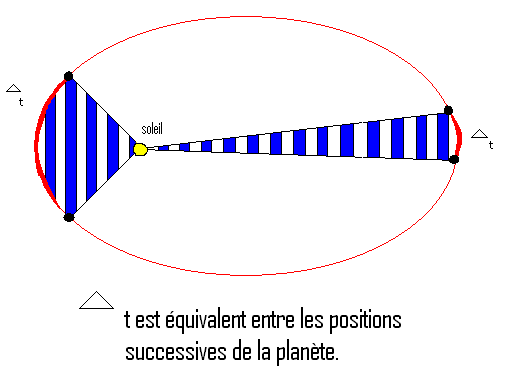 soleil
△t
△t
△ t est équivalent entre les positions
successives de la planète.